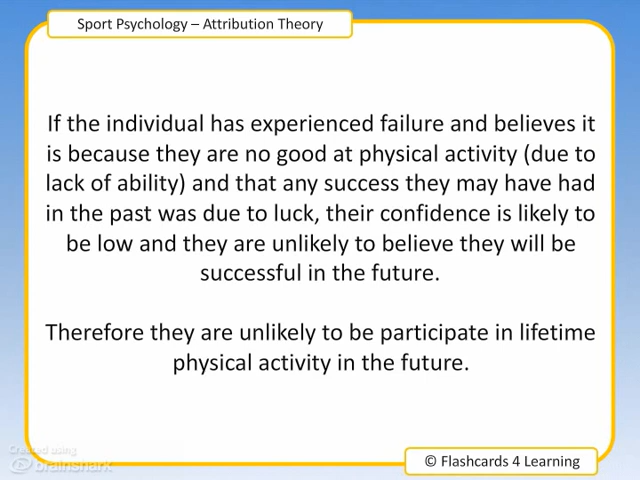 Sport Psychology – Attribution Theory
If the individual has experienced failure and believes it
is because they are no good at physical activity (due to
lack of ability) and that any success they may have had
in the past was due to luck, their confidence is likely to
be low and they are unlikely to believe they will be
successful in the future.
Therefore they are unlikely to be participate in lifetime
physical activity in the future.
Created using
brainshark
© Flashcards 4 Learning